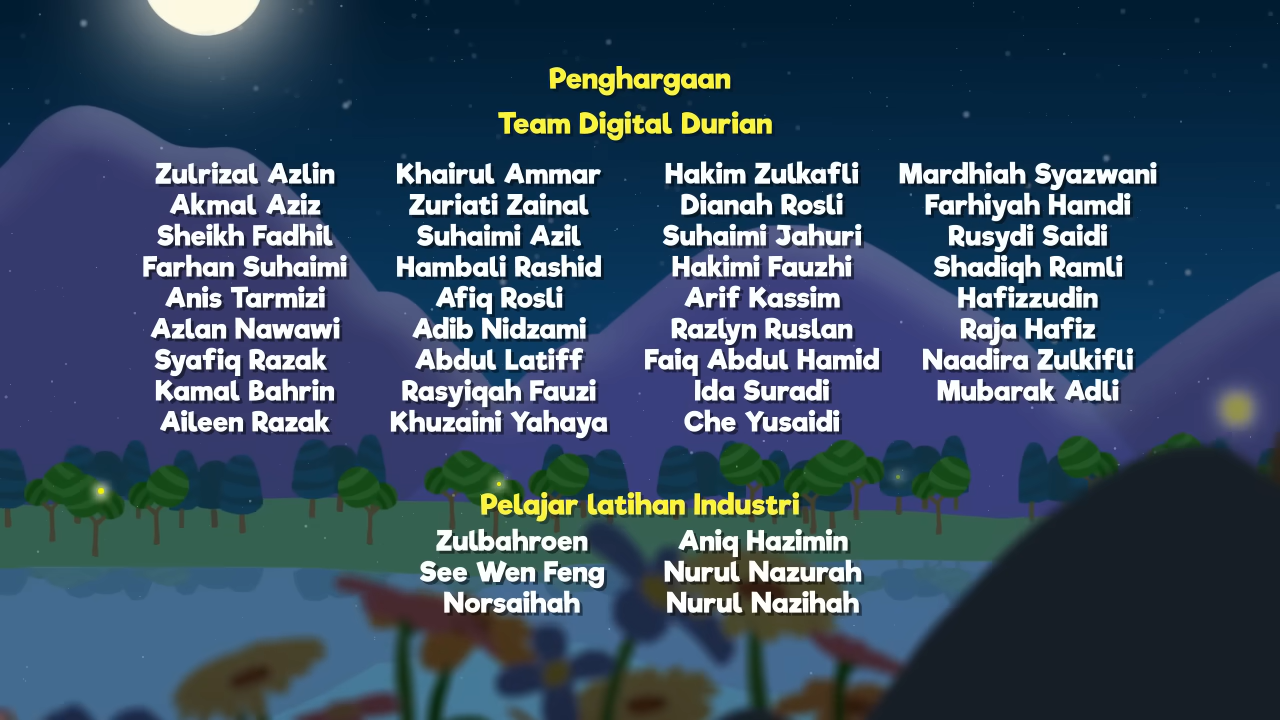 Penghargaan
Team Digital Durian
Zulrizal Azlin
Akmal Aziz
Sheikh Fadhil
Farhan Suhaimi
Anis Tarmizi
Azlan Nawawi
Syafiq Razak
Kamal Bahrin
Aileen Razak
Khairul Ammar
Zuriati Zainal
Suhaimi Azil
Hambali Rashid
Afiq Rosli
Adib Nidzami
Abdul Latiff
Rasyiqah Fauzi
Khuzaini Yahaya
Hakim Zulkafli
Dianah Rosli
Suhaimi Jahuri
Hakimi Fauzhi
Arif Kassim
Razlyn Ruslan
Faiq Abdul Hamid
Ida Suradi
Che Yusaidi
Mardhiah Syazwani
Farhiyah Hamdi
Rusydi Saidi
Shadiqh Ramli
Hafizzudin
Raja Hafiz
Naadira Zulkifli
Mubarak Adli
Pelajar latihan Industri
Zulbahroen
See Wen Feng
Norsaihah
Aniq Hazimin
Nurul Nazurah
Nurul Nazihah